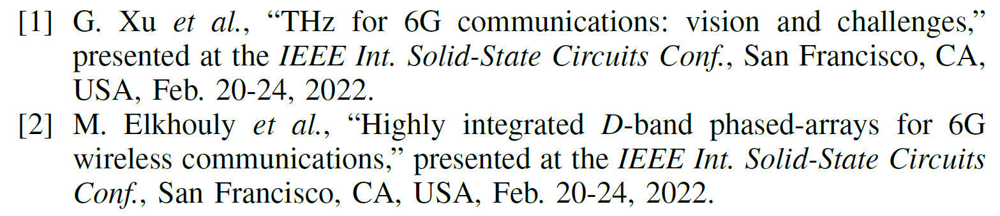 [1] G. Xu et al., “THz for 6G communications: vision and challenges,”
presented at the IEEE Int. Solid-State Circuits Conf., San Francisco, CA,
USA, Feb. 20-24, 2022.
[2] M. Elkhouly et al., “Highly integrated D-band phased-arrays for 6G
wireless communications,” presented at the IEEE Int. Solid-State Circuits
Conf., San Francisco, CA, USA, Feb. 20-24, 2022.